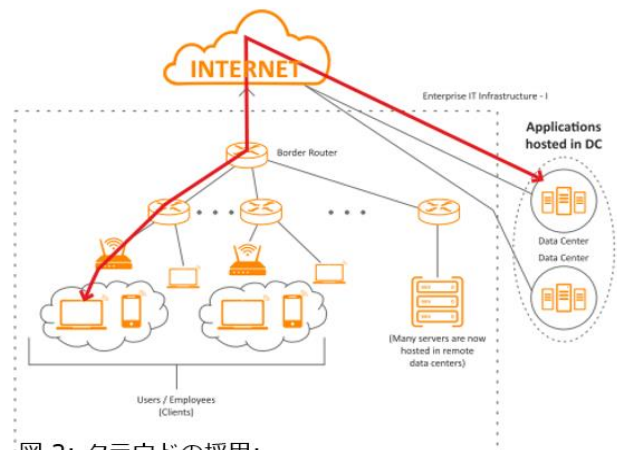 INTERNET
Enterprise IT Infrastructure - I
Applications
hosted in DC
Border Router
Data Center
Data Center
(Many servers are now
hosted in remote
data centers)
Users / Employees
(Clients)
図 2: クラウドの採用: